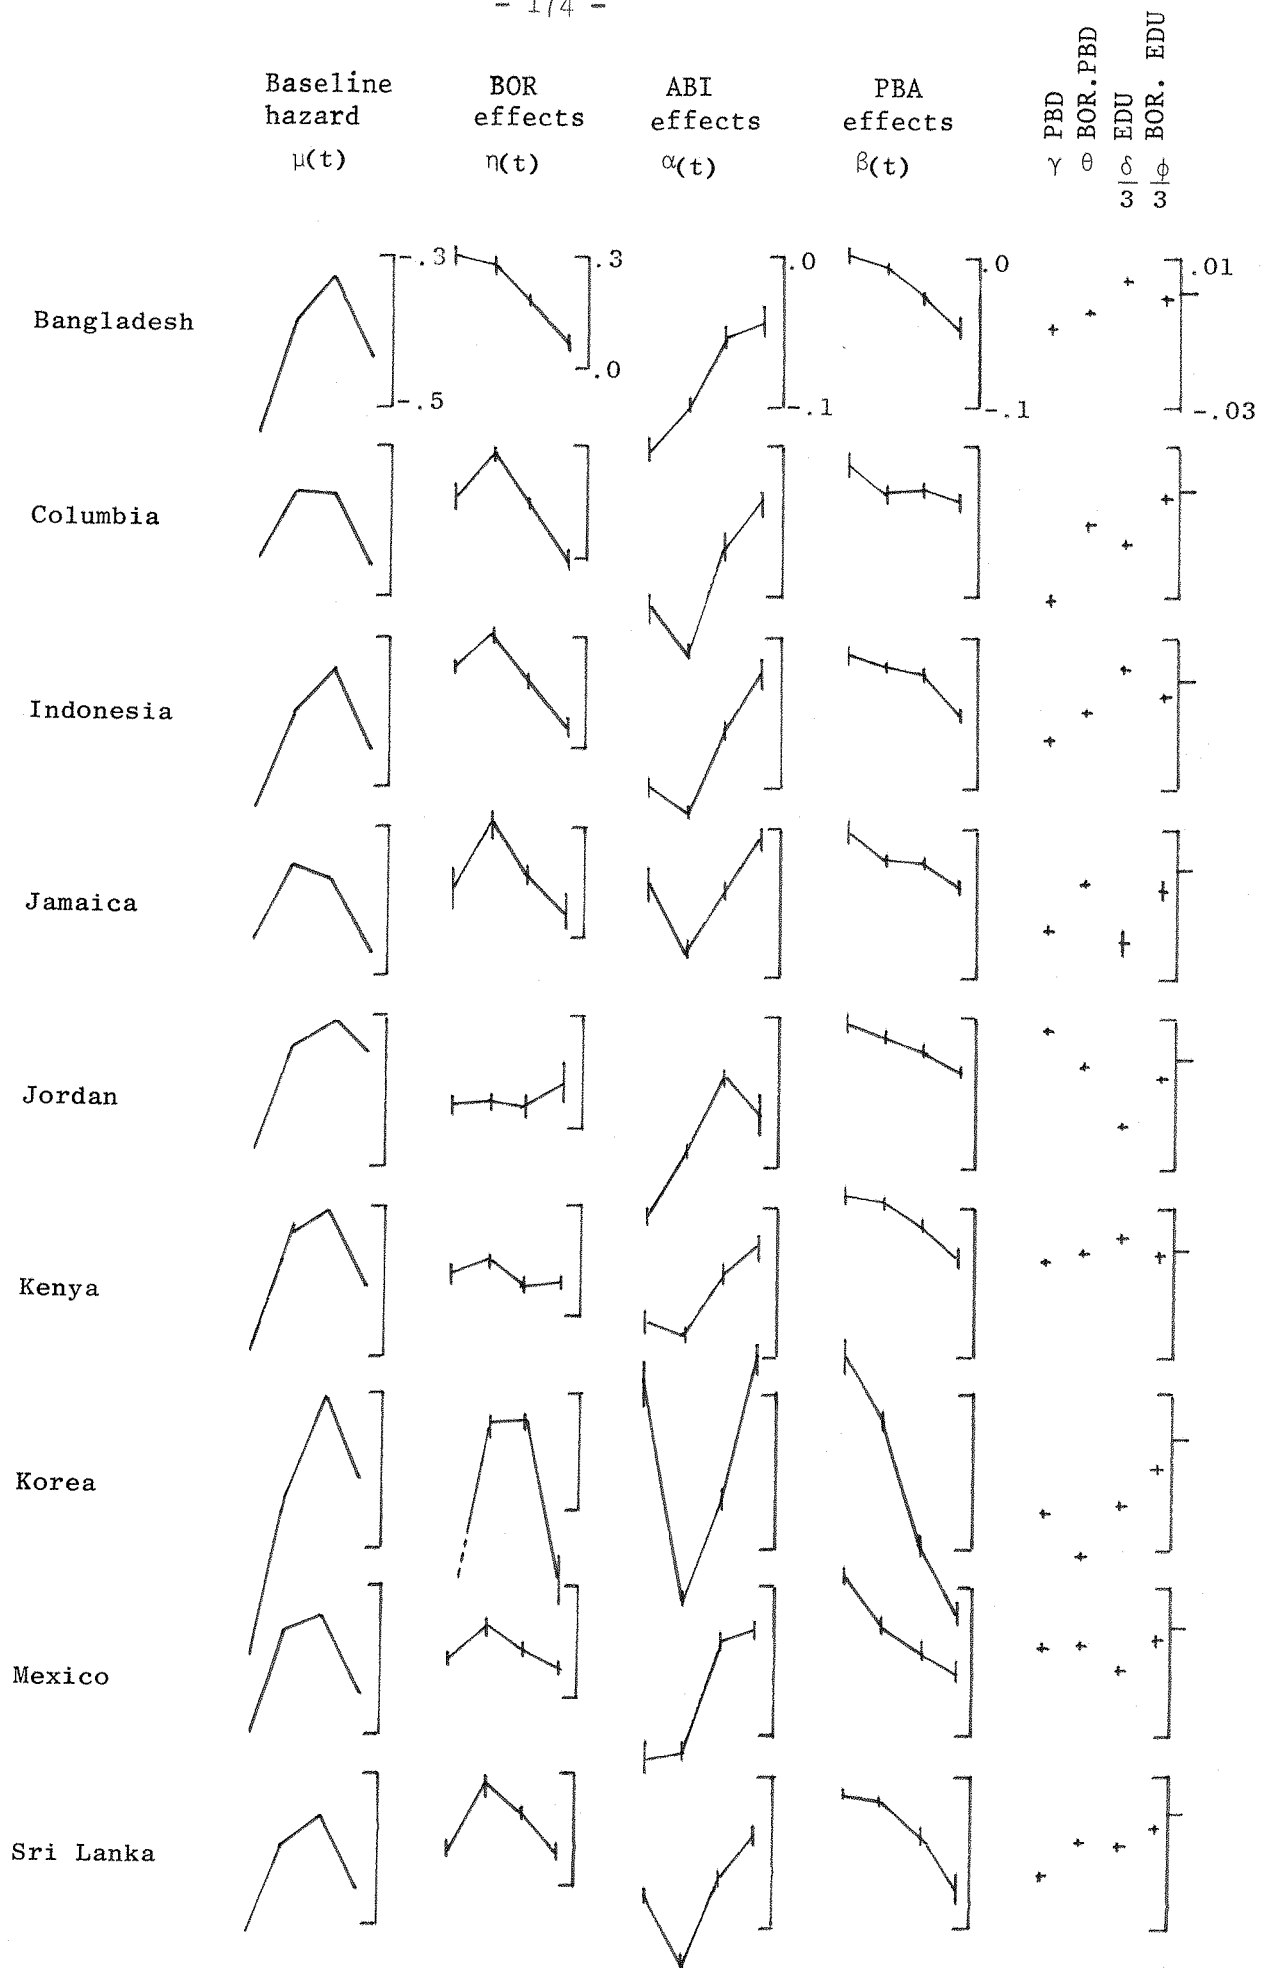 - 174 -
Baseline hazard μ(t)
BOR effects η(t)
ABI effects α(t)
PBA effects β(t)
γ PBD
θ BOR.PBD
δ/3 EDU
φ/3 BOR. EDU
Bangladesh
-.3
-.5
.3
.0
.0
-.1
.0
-.1
.01
-.03
Columbia
Indonesia
Jamaica
Jordan
Kenya
Korea
Mexico
Sri Lanka